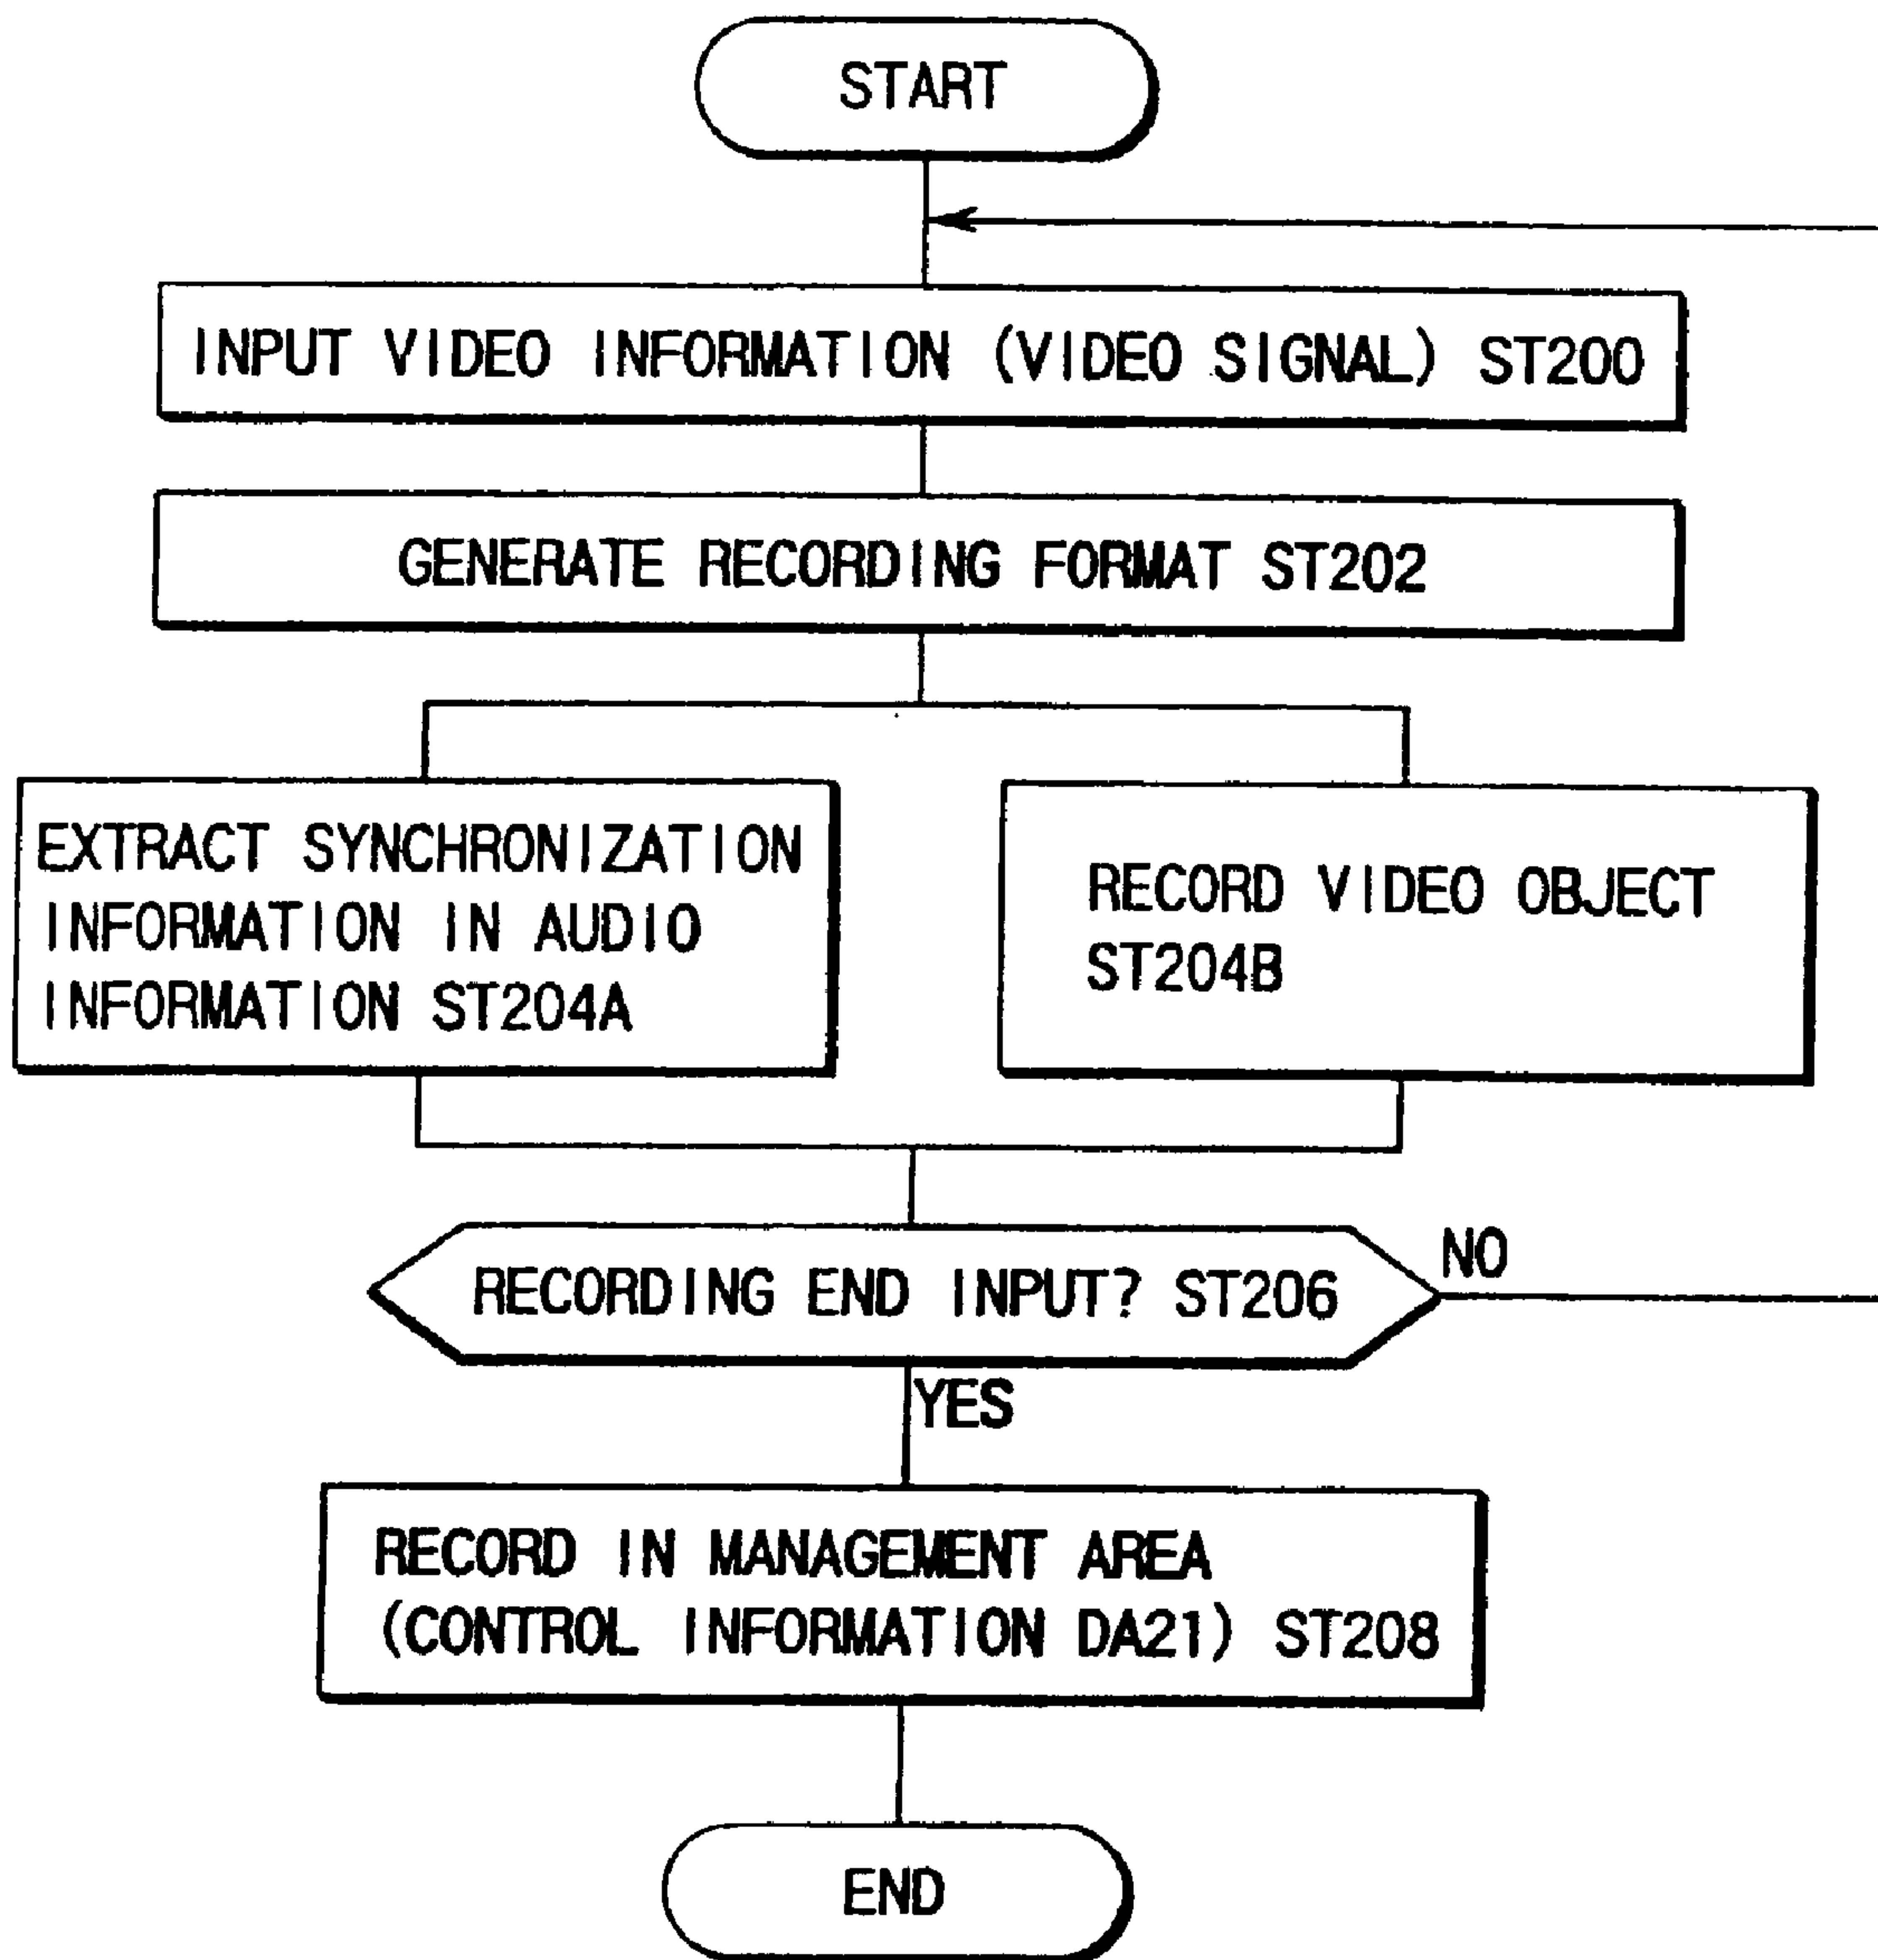 START
INPUT VIDEO INFORMATION (VIDEO SIGNAL) ST200
GENERATE RECORDING FORMAT ST202
EXTRACT SYNCHRONIZATION
INFORMATION IN AUDIO
INFORMATION ST204A
RECORD VIDEO OBJECT
ST204B
RECORDING END INPUT? ST206
NO
YES
RECORD IN MANAGEMENT AREA
(CONTROL INFORMATION DA21) ST208
END